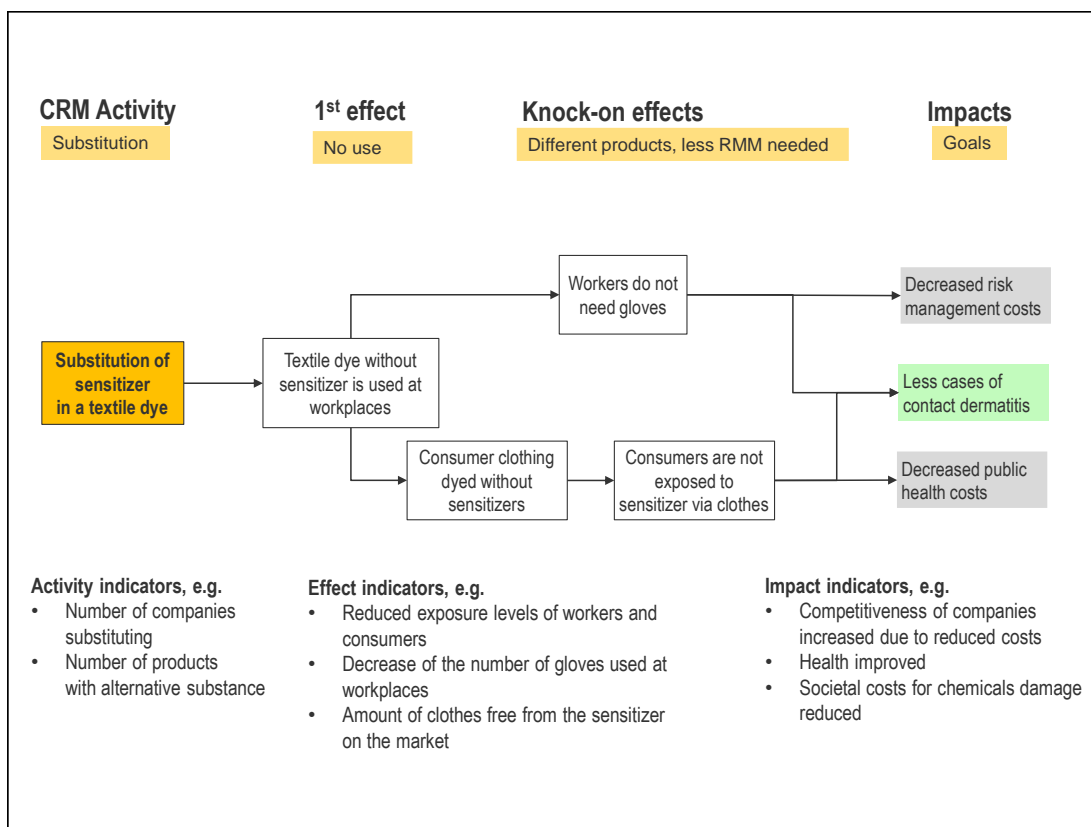 CRM Activity
Substitution
1st effect
No use
Knock-on effects
Different products, less RMM needed
Impacts
Goals
Substitution of
sensitizer
in a textile dye
Textile dye without
sensitizer is used at
workplaces
Workers do not
need gloves
Consumer clothing
dyed without
sensitizers
Consumers are not
exposed to
sensitizer via clothes
Decreased risk
management costs
Less cases of
contact dermatitis
Decreased public
health costs
Activity indicators, e.g.
• Number of companies
substituting
• Number of products
with alternative substance
Effect indicators, e.g.
• Reduced exposure levels of workers and
consumers
• Decrease of the number of gloves used at
workplaces
• Amount of clothes free from the sensitizer
on the market
Impact indicators, e.g.
• Competitiveness of companies
increased due to reduced costs
• Health improved
• Societal costs for chemicals damage
reduced